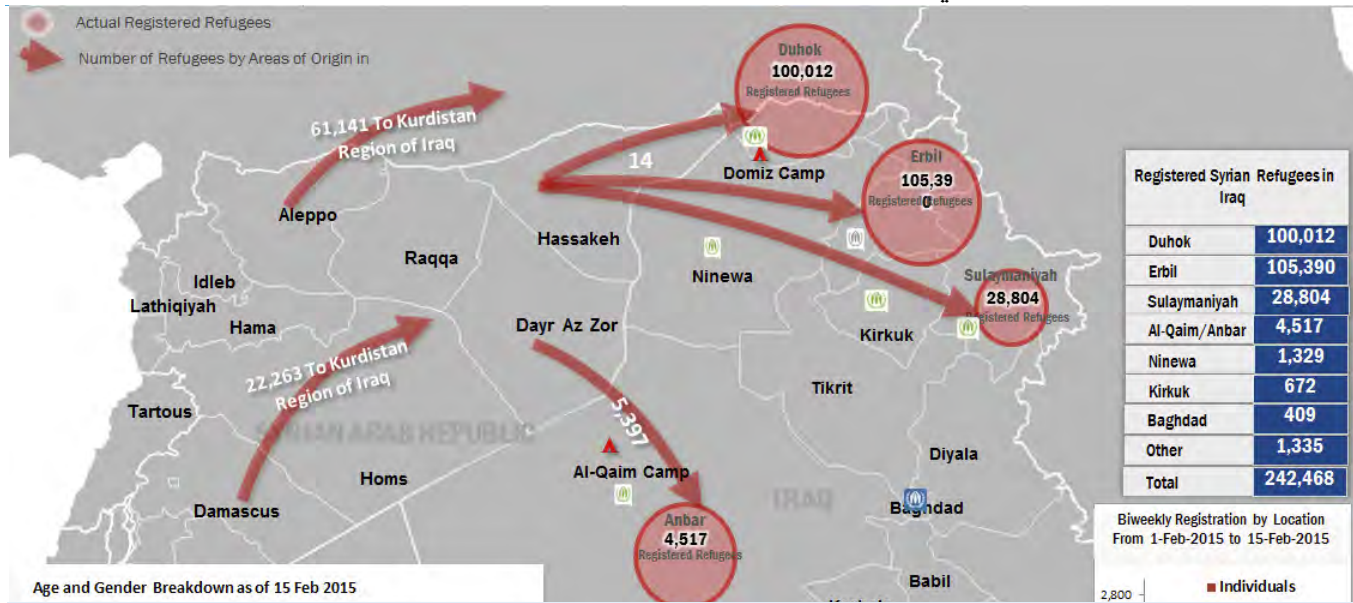 Actual Registered Refugees
Number of Refugees by Areas of Origin in
61,141 To Kurdistan
Region of Iraq
Aleppo
Idleb
Lathiqiyah
Hama
Raqqa
Hassakeh
14
Duhok
100,012
Registered Refugees
Domiz Camp
Erbil
105,39
0
Registered Refugees
Ninewa
Sulaymaniyah
28,804
Registered Refugees
Kirkuk
Dayr Az Zor
22,263 To Kurdistan
Region of Iraq
Tartous
SYRIAN ARAB REPUBLIC
Tikrit
5,397
Al-Qaim Camp
Homs
Damascus
Diyala
IRAQ
Baghdad
Anbar
4,517
Registered Refugees
Babil
Registered Syrian Refugees in
Iraq
Duhok 100,012
Erbil 105,390
Sulaymaniyah 28,804
Al-Qaim/Anbar 4,517
Ninewa 1,329
Kirkuk 672
Baghdad 409
Other 1,335
Total 242,468
Biweekly Registration by Location
From 1-Feb-2015 to 15-Feb-2015
2,800
Individuals
Age and Gender Breakdown as of 15 Feb 2015